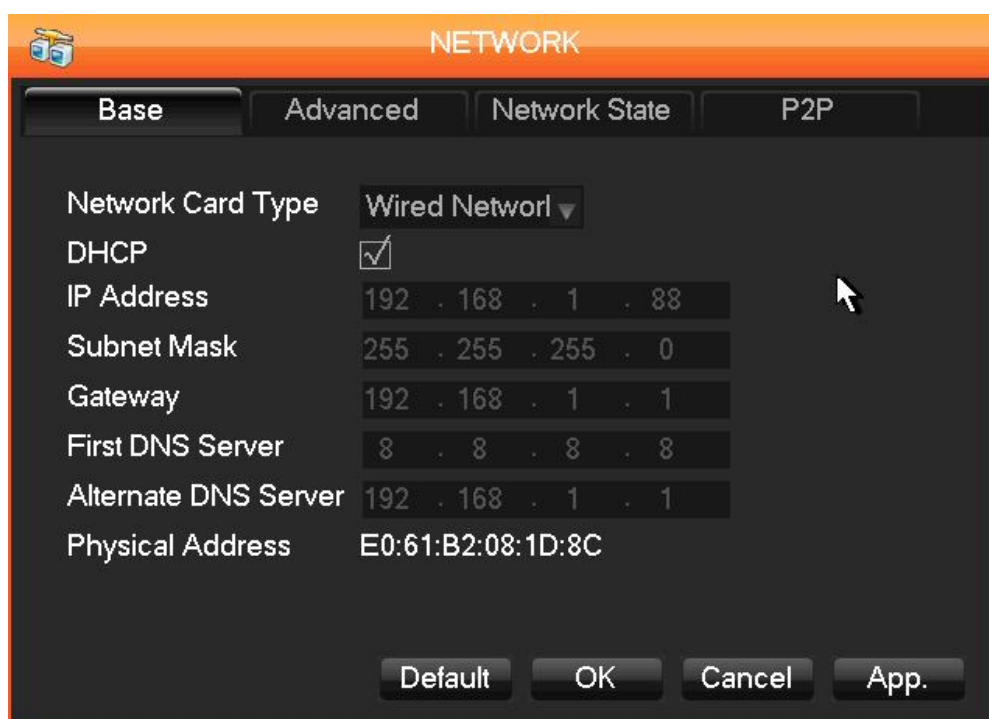 NETWORK
Base Advanced Network State P2P
Network Card Type Wired Networl
DHCP
IP Address 192 . 168 . 1 . 88
Subnet Mask 255 . 255 . 255 . 0
Gateway 192 . 168 . 1 . 1
First DNS Server 8 . 8 . 8 . 8
Alternate DNS Server 192 . 168 . 1 . 1
Physical Address E0:61:B2:08:1D:8C
Default OK Cancel App.